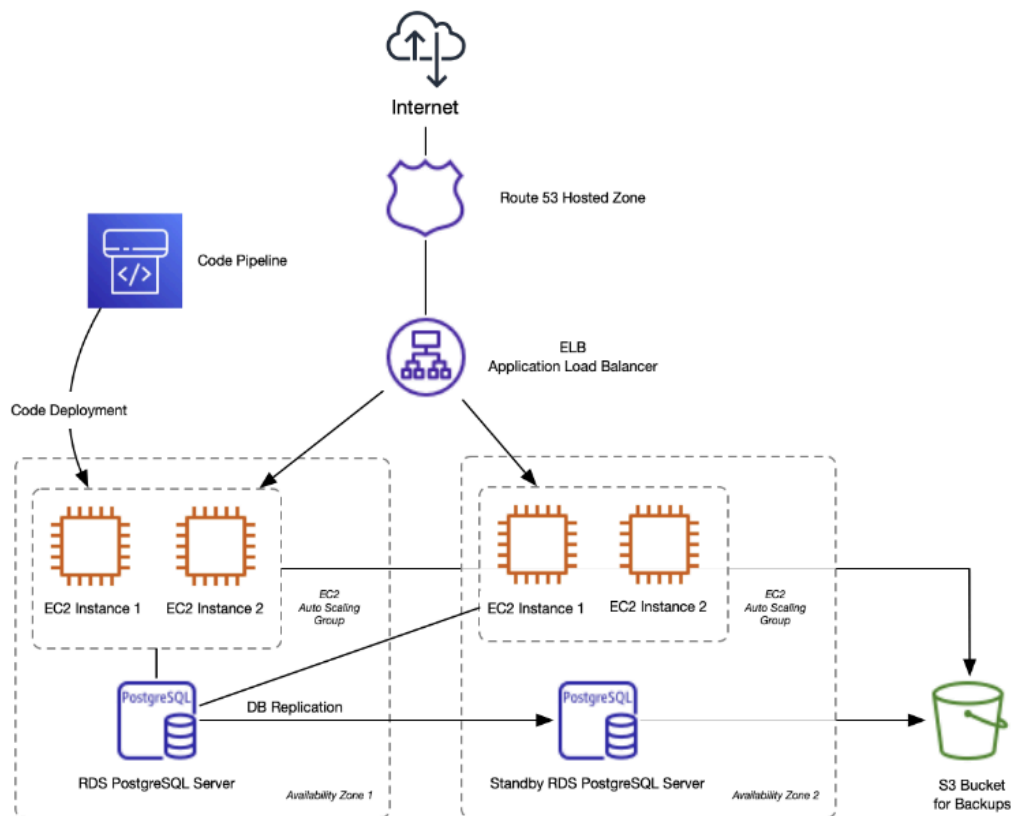 Internet
Route 53 Hosted Zone
Code Pipeline
ELB
Application Load Balancer
Code Deployment
EC2 Instance 1
EC2 Instance 2
EC2
Auto Scaling
Group
EC2 Instance 1
EC2 Instance 2
EC2
Auto Scaling
Group
PostgreSQL
DB Replication
PostgreSQL
RDS PostgreSQL Server
Availability Zone 1
Standby RDS PostgreSQL Server
Availability Zone 2
S3 Bucket
for Backups